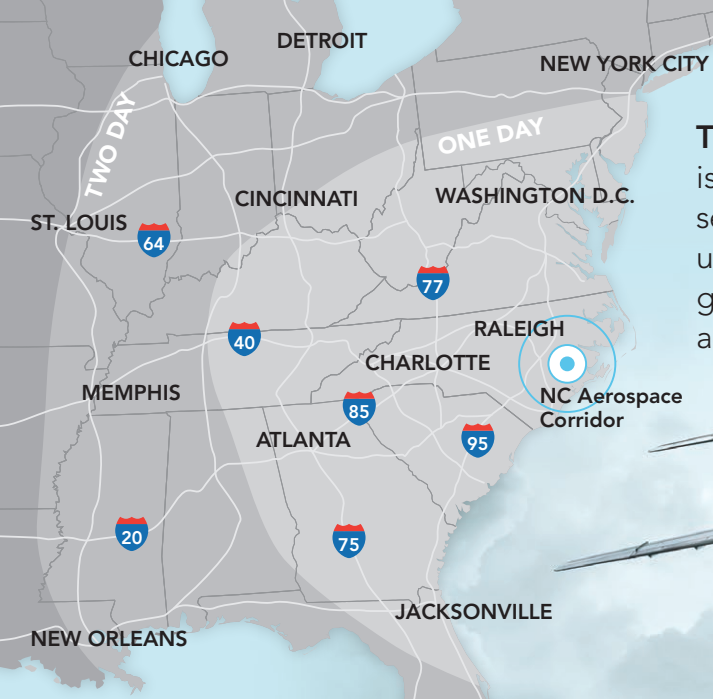 DETROIT
CHICAGO
NEW YORK CITY
TWO DAY
ONE DAY
CINCINNATI
WASHINGTON D.C.
ST. LOUIS
64
77
RALEIGH
40
CHARLOTTE
MEMPHIS
NC Aerospace
Corridor
85
ATLANTA
95
20
75
JACKSONVILLE
NEW ORLEANS
T
is
se
u
g
a